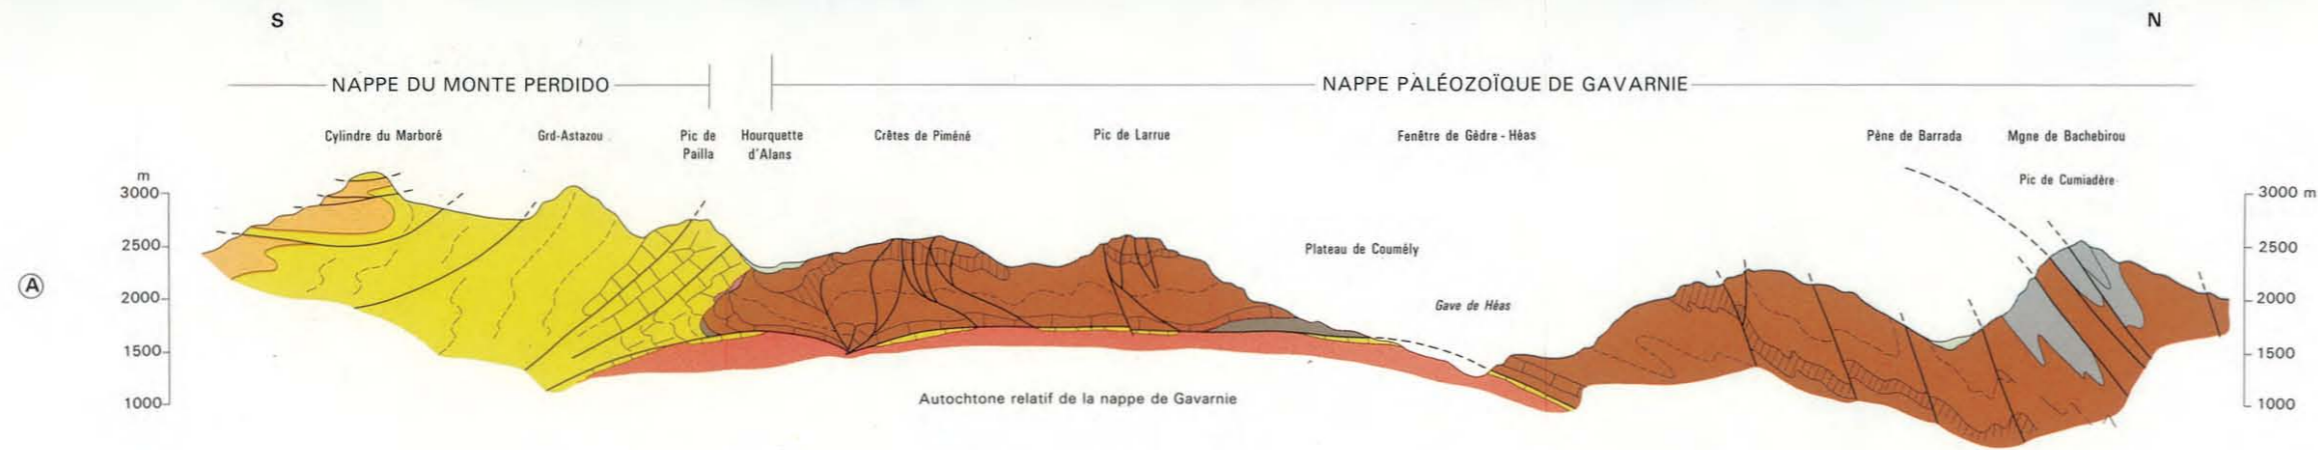 S N
NAPPE DU MONTE PERDIDO NAPPE PALÉOZOÏQUE DE GAVARNIE
Cylindre du Marboré Grd-Astazou Pic de Hourquette Crêtes de Piméné Pic de Larrue Fenêtre de Gèdre - Héas Pène de Barrada Mgne de Bachebirou
Pailla d'Alans
m
Pic de Cumiadère
3000 3000 m
2500 Plateau de Coumély 2500
A
2000 Gave de Héas 2000
1500 1500
1000 Autochtone relatif de la nappe de Gavarnie 1000